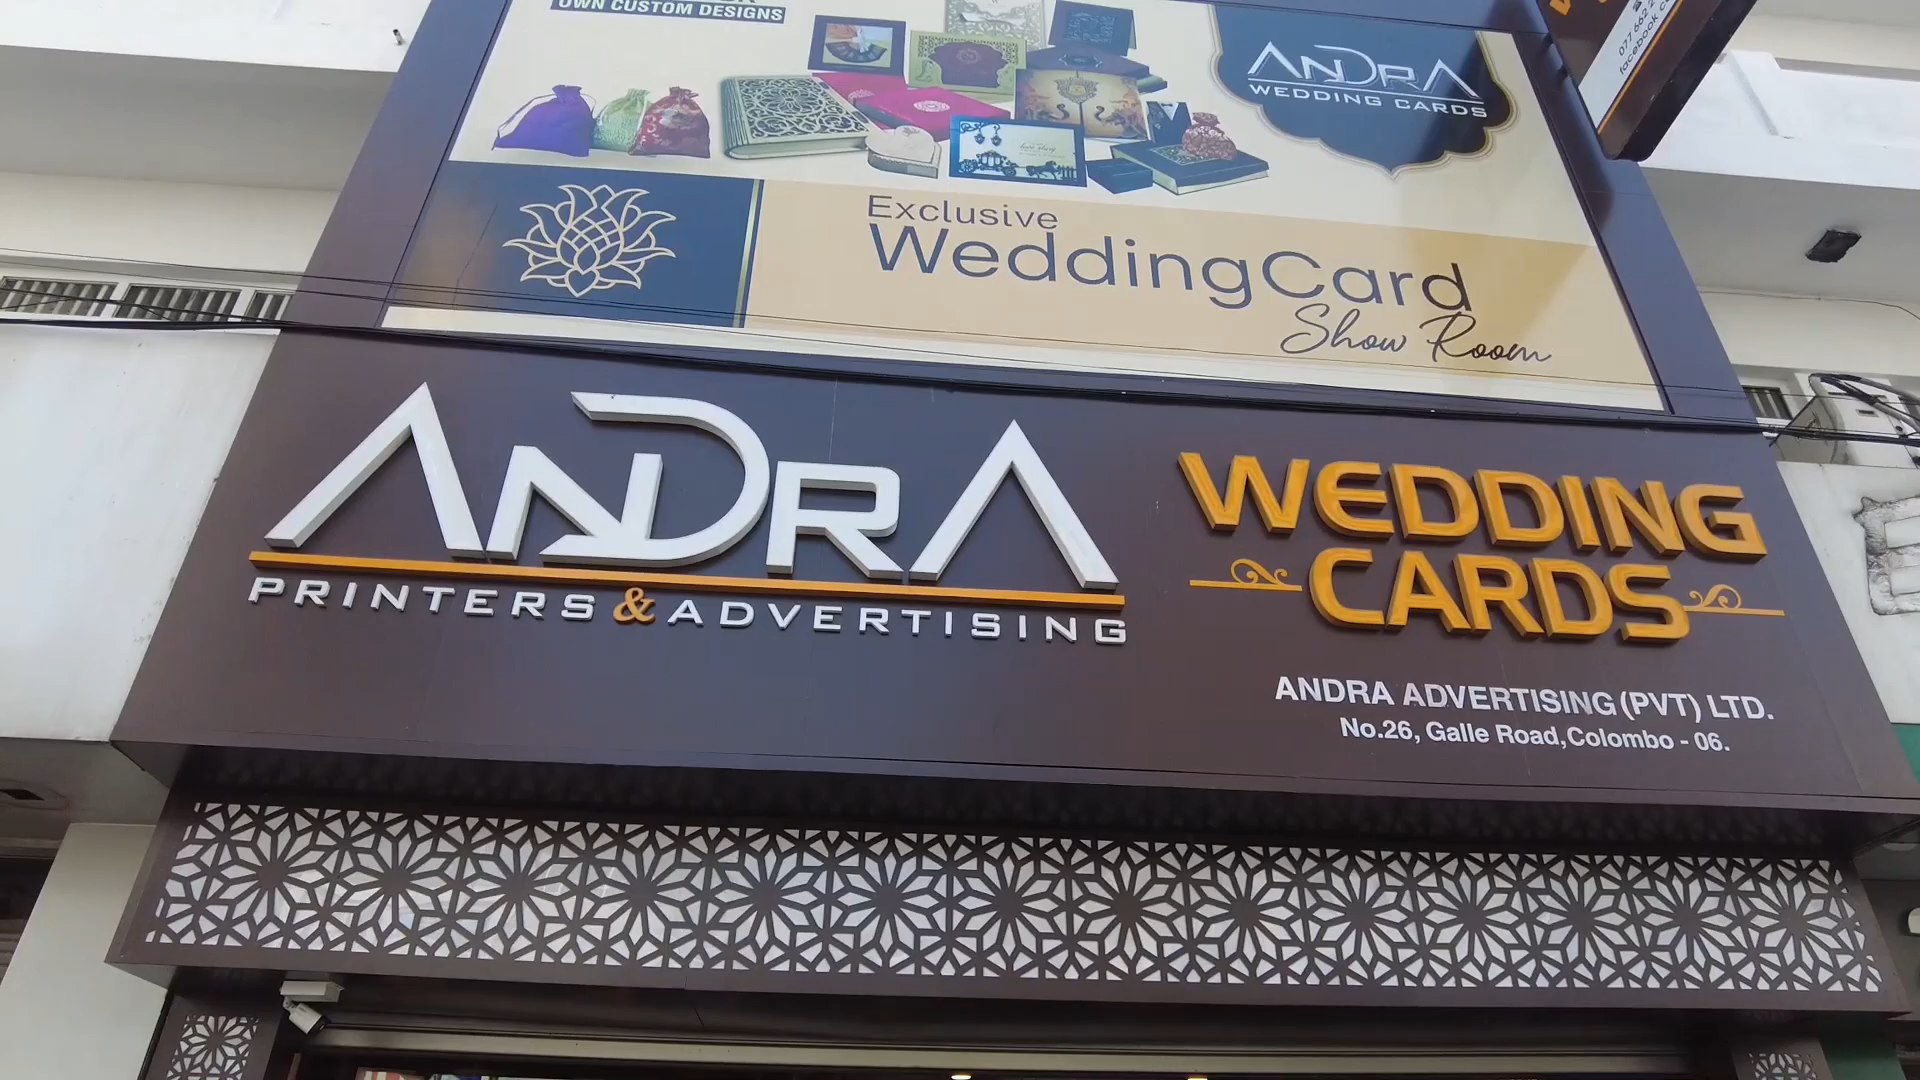 OWN CUSTOM DESIGNS
ANDRA
WEDDING CARDS
Exclusive
WeddingCard
Show Room
ANDRA
PRINTERS & ADVERTISING
WEDDING
CARDS
ANDRA ADVERTISING (PVT) LTD.
No.26, Galle Road,Colombo - 06.